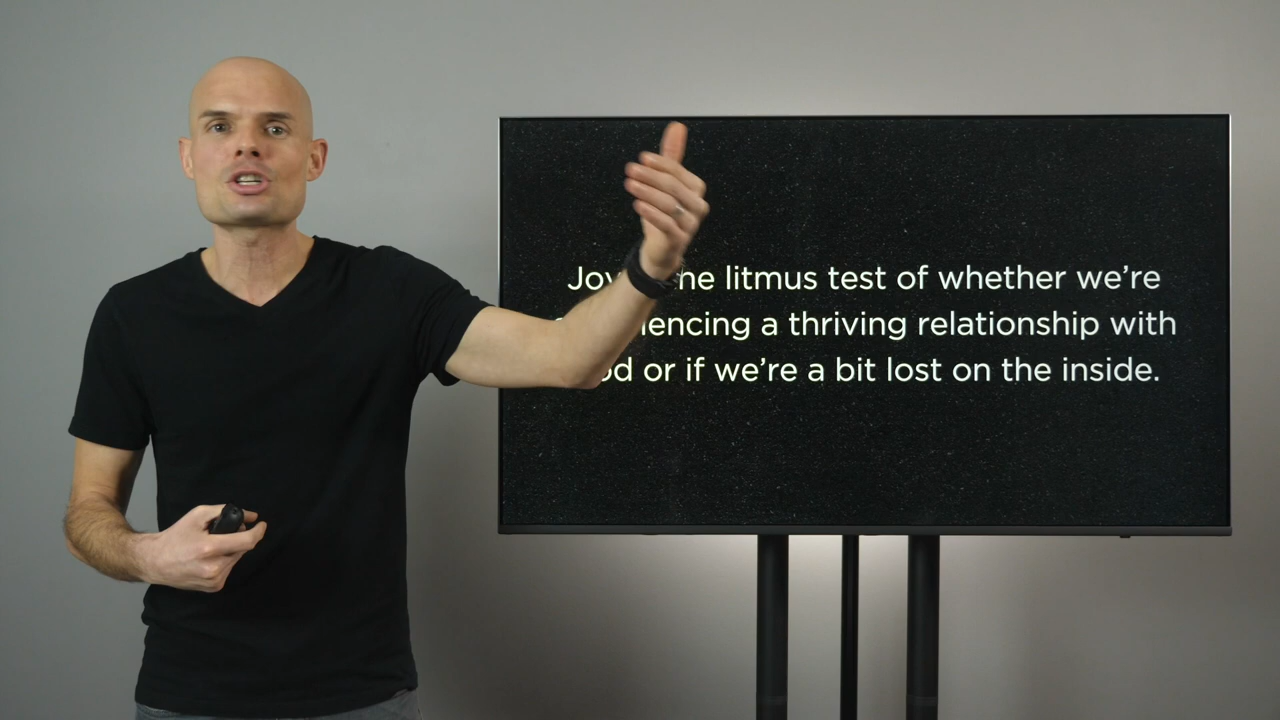 Joy litmus test of whether we're
a thriving relationship with
or if we're a bit lost on the inside.